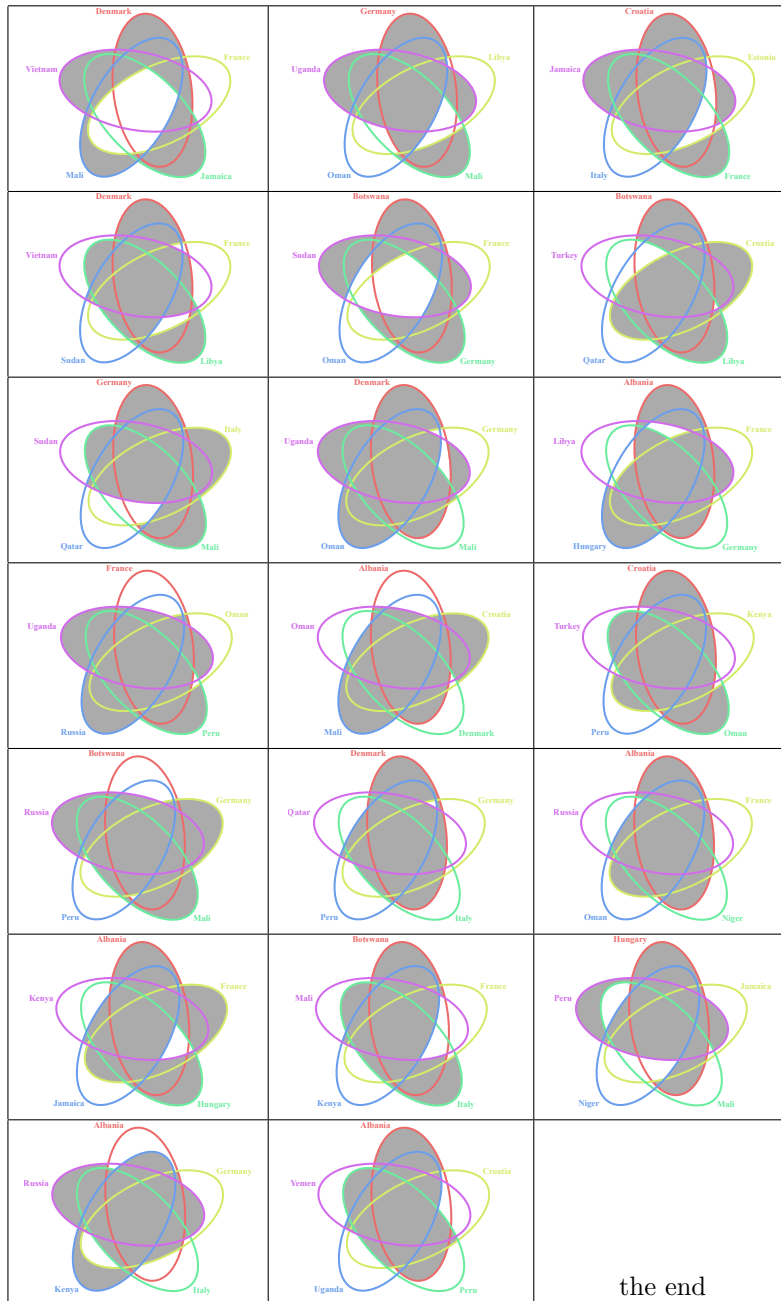 Denmark
France
Vietnam
Mali
Jamaica
Germany
Libya
Uganda
Oman
Mali
Croatia
Estonia
Jamaica
Italy
France
Denmark
France
Vietnam
Sudan
Libya
Botswana
France
Sudan
Oman
Germany
Botswana
Croatia
Turkey
Qatar
Libya
Germany
Italy
Sudan
Qatar
Mali
Denmark
Germany
Uganda
Oman
Mali
Albania
France
Libya
Hungary
Germany
France
Oman
Uganda
Russia
Peru
Albania
Croatia
Oman
Mali
Denmark
Croatia
Kenya
Turkey
Peru
Oman
Botswana
Germany
Russia
Peru
Mali
Denmark
Germany
Qatar
Peru
Italy
Albania
France
Russia
Oman
Niger
Albania
France
Kenya
Jamaica
Hungary
Botswana
France
Mali
Kenya
Italy
Hungary
Jamaica
Peru
Niger
Mali
Albania
Germany
Russia
Kenya
Italy
Albania
Croatia
Yemen
Uganda
Peru
the end